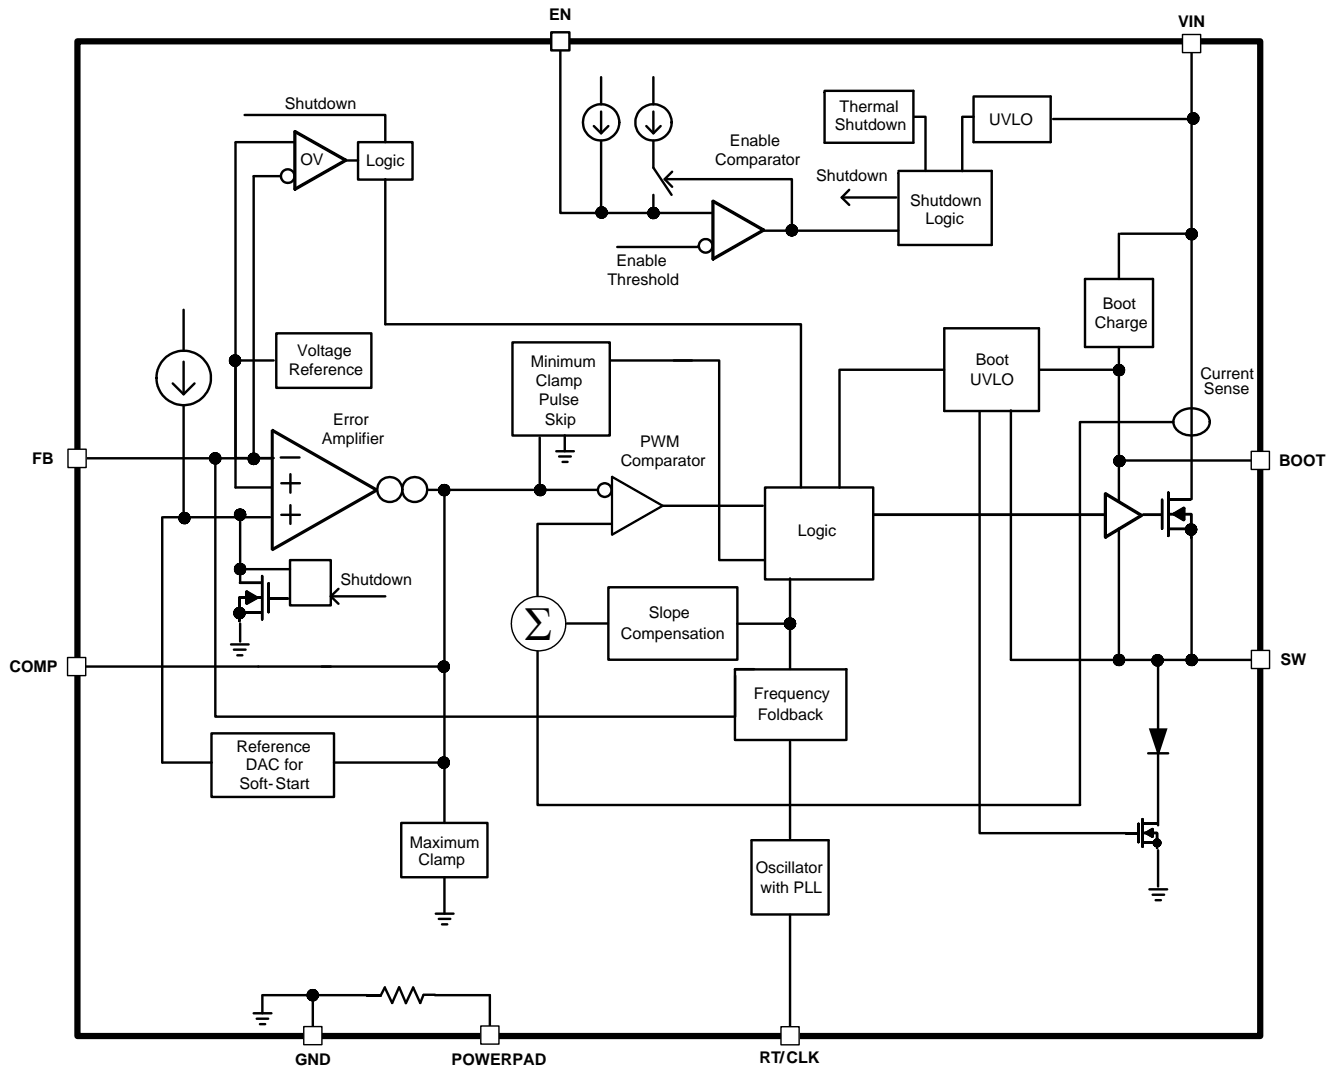 EN
VIN
Shutdown
OV
Logic
Enable
Comparator
Thermal
Shutdown
UVLO
Shutdown
Shutdown
Logic
Enable
Threshold
Voltage
Reference
Boot
Charge
Minimum
Clamp
Pulse
Skip
Boot
UVLO
Current
Sense
Error
Amplifier
FB
PWM
Comparator
BOOT
−
+
+
Logic
Shutdown
Σ
Slope
Compensation
COMP
SW
Frequency
Foldback
Reference
DAC for
Soft-Start
Maximum
Clamp
Oscillator
with PLL
GND
POWERPAD
RT/CLK